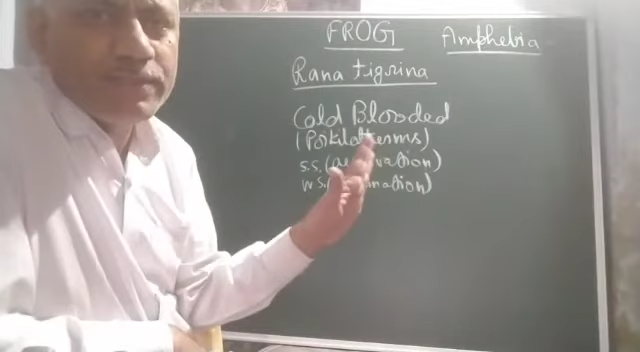 FROG Amphebia
Rana tigrina
Cold Blooded
(Poikilotherms)
S.S.(
W.S.